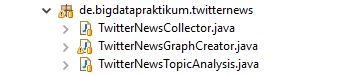 de.bigdatapraktikum.twitternews
TwitterNewsCollector.java
TwitterNewsGraphCreator.java
TwitterNewsTopicAnalysis.java